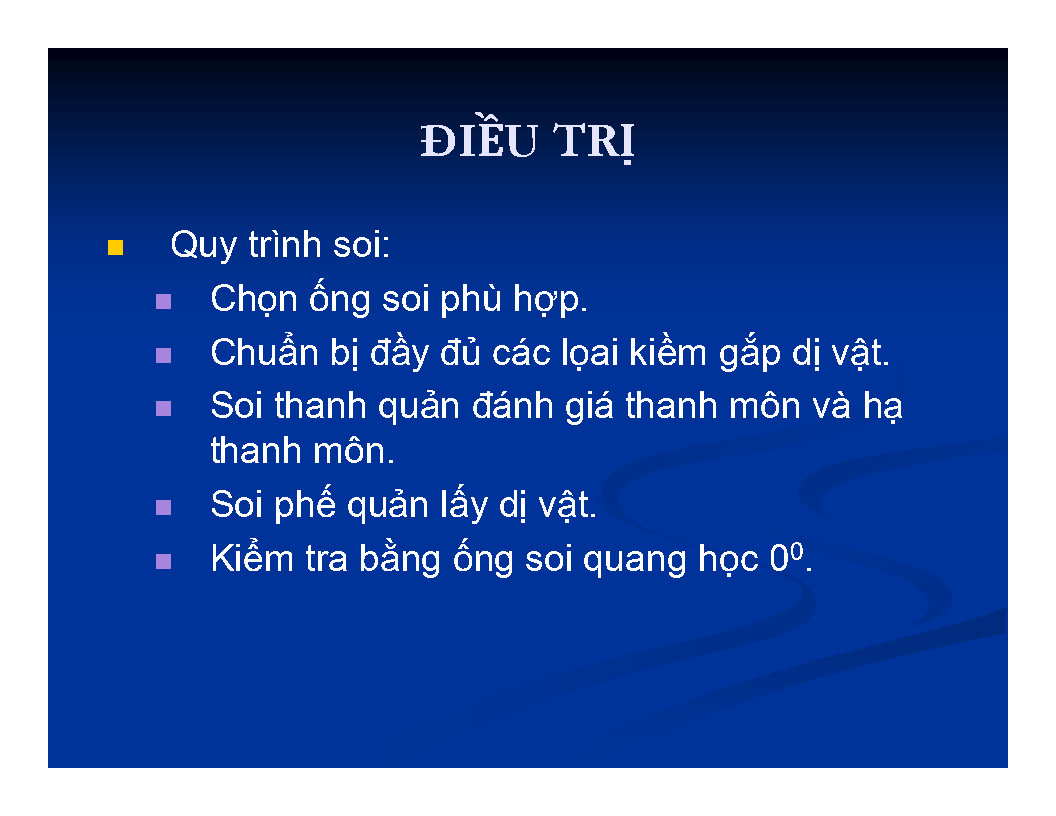 ĐIỀU TRỊ
Quy trình soi:
Chọn ống soi phù hợp.
Chuẩn bị đầy đủ các lọai kiềm gắp dị vật.
Soi thanh quản đánh giá thanh môn và hạ
thanh môn.
Soi phế quản lấy dị vật.
Kiểm tra bằng ống soi quang học 0⁰.